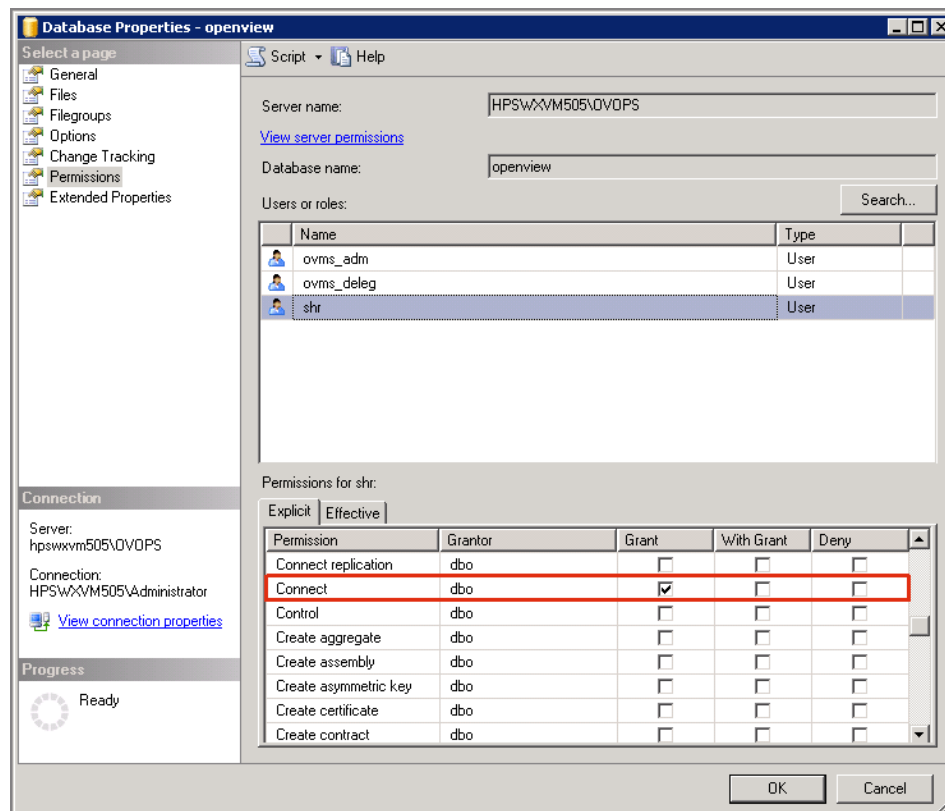 Database Properties - openview
Select a page
General
Files
Filegroups
Options
Change Tracking
Permissions
Extended Properties
Script Help
Server name: HPSWXVM505\OVOPS
View server permissions
Database name: openview
Users or roles: Search...
Name Type
ovms_adm User
ovms_deleg User
shr User
Permissions for shr:
Explicit Effective
Permission Grantor Grant With Grant Deny
Connect replication dbo
Connect dbo
Control dbo
Create aggregate dbo
Create assembly dbo
Create asymmetric key dbo
Create certificate dbo
Create contract dbo
Connection
Server:
hpswxvm505\OVOPS
Connection:
HPSWXVM505\Administrator
View connection properties
Progress
Ready
OK Cancel